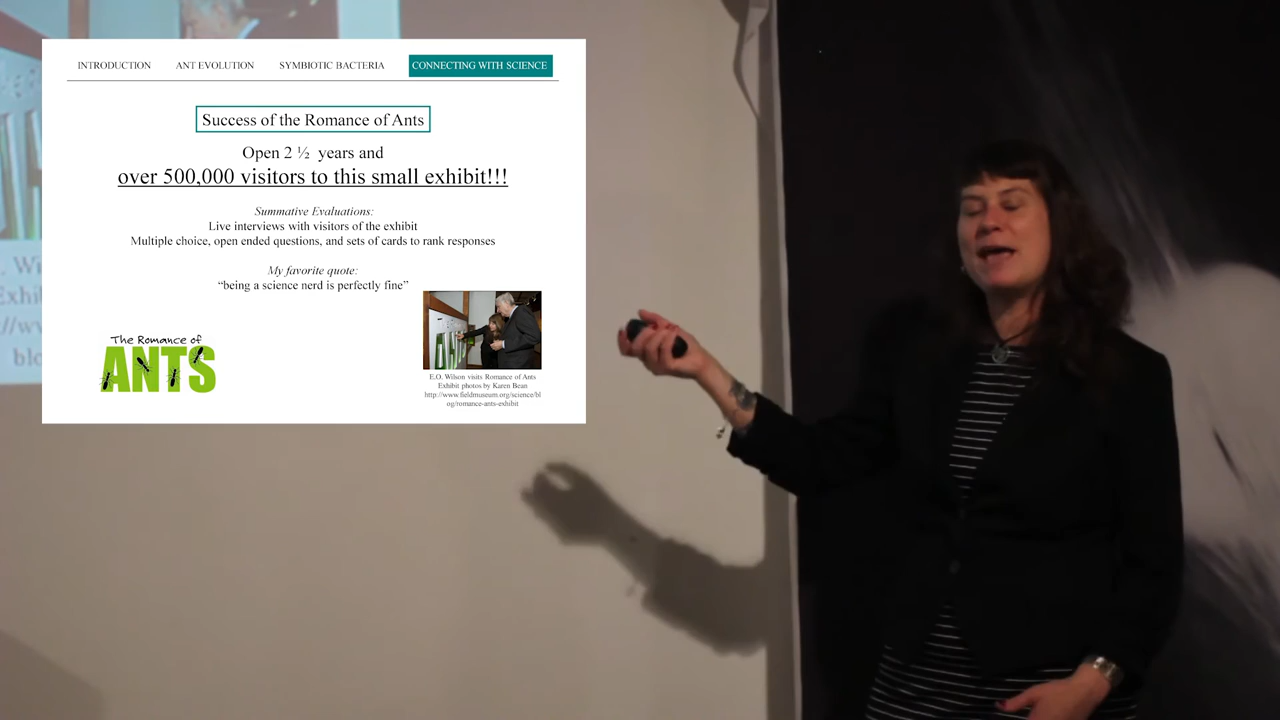 INTRODUCTION ANT EVOLUTION SYMBIOTIC BACTERIA CONNECTING WITH SCIENCE
Success of the Romance of Ants
Open 2 ½ years and
over 500,000 visitors to this small exhibit!!!
Summative Evaluations:
Live interviews with visitors of the exhibit
Multiple choice, open ended questions, and sets of cards to rank responses
My favorite quote:
“being a science nerd is perfectly fine”
The Romance of
ANTS
E.O. Wilson visits Romance of Ants
Exhibit photos by Karen Bean
http://www.fieldmuseum.org/science/bl
og/romance-ants-exhibit